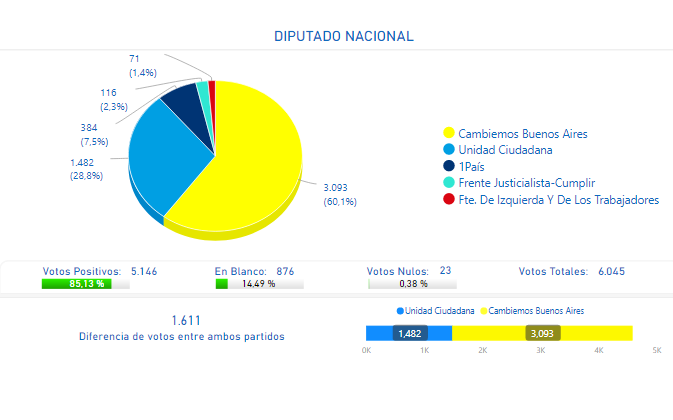 DIPUTADO NACIONAL
71
(1,4%)
116
(2,3%)
384
(7,5%)
1.482
(28,8%)
3.093
(60,1%)
Cambiemos Buenos Aires
Unidad Ciudadana
1País
Frente Justicialista-Cumplir
Fte. De Izquierda Y De Los Trabajadores
Votos Positivos: 5.146
85,13 %
En Blanco: 876
14,49 %
Votos Nulos: 23
0,38 %
Votos Totales: 6.045
1.611
Diferencia de votos entre ambos partidos
Unidad Ciudadana Cambiemos Buenos Aires
1,482 3,093
0K 1K 2K 3K 4K 5K